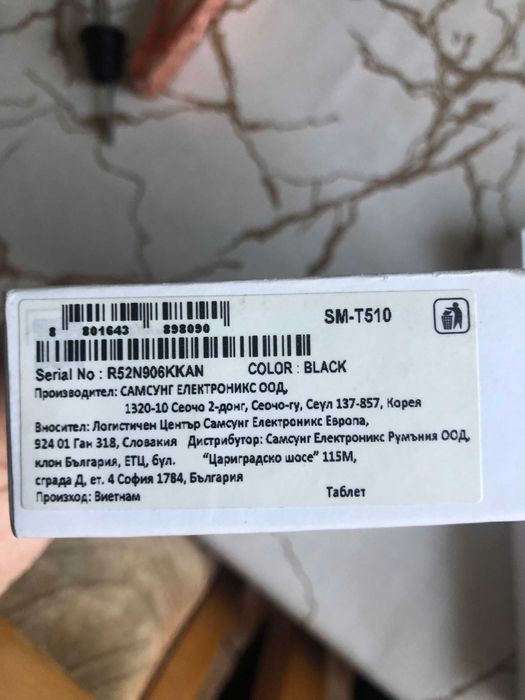 8 801643 898090
SM-T510
Serial No : R52N906KKAN COLOR : BLACK
Производител: САМСУНГ ЕЛЕКТРОНИКС ООД,
1320-10 Сеочо 2-донг, Сеочо-гу, Сеул 137-857, Корея
Вносител: Логистичен Център Самсунг Електроникс Европа,
924 01 Ган 318, Словакия Дистрибутор: Самсунг Електроникс Румъния ООД,
клон България, ЕТЦ, бул. "Цариградско шосе" 115М,
сграда Д, ет. 4 София 1784, България
Произход: Виетнам Таблет